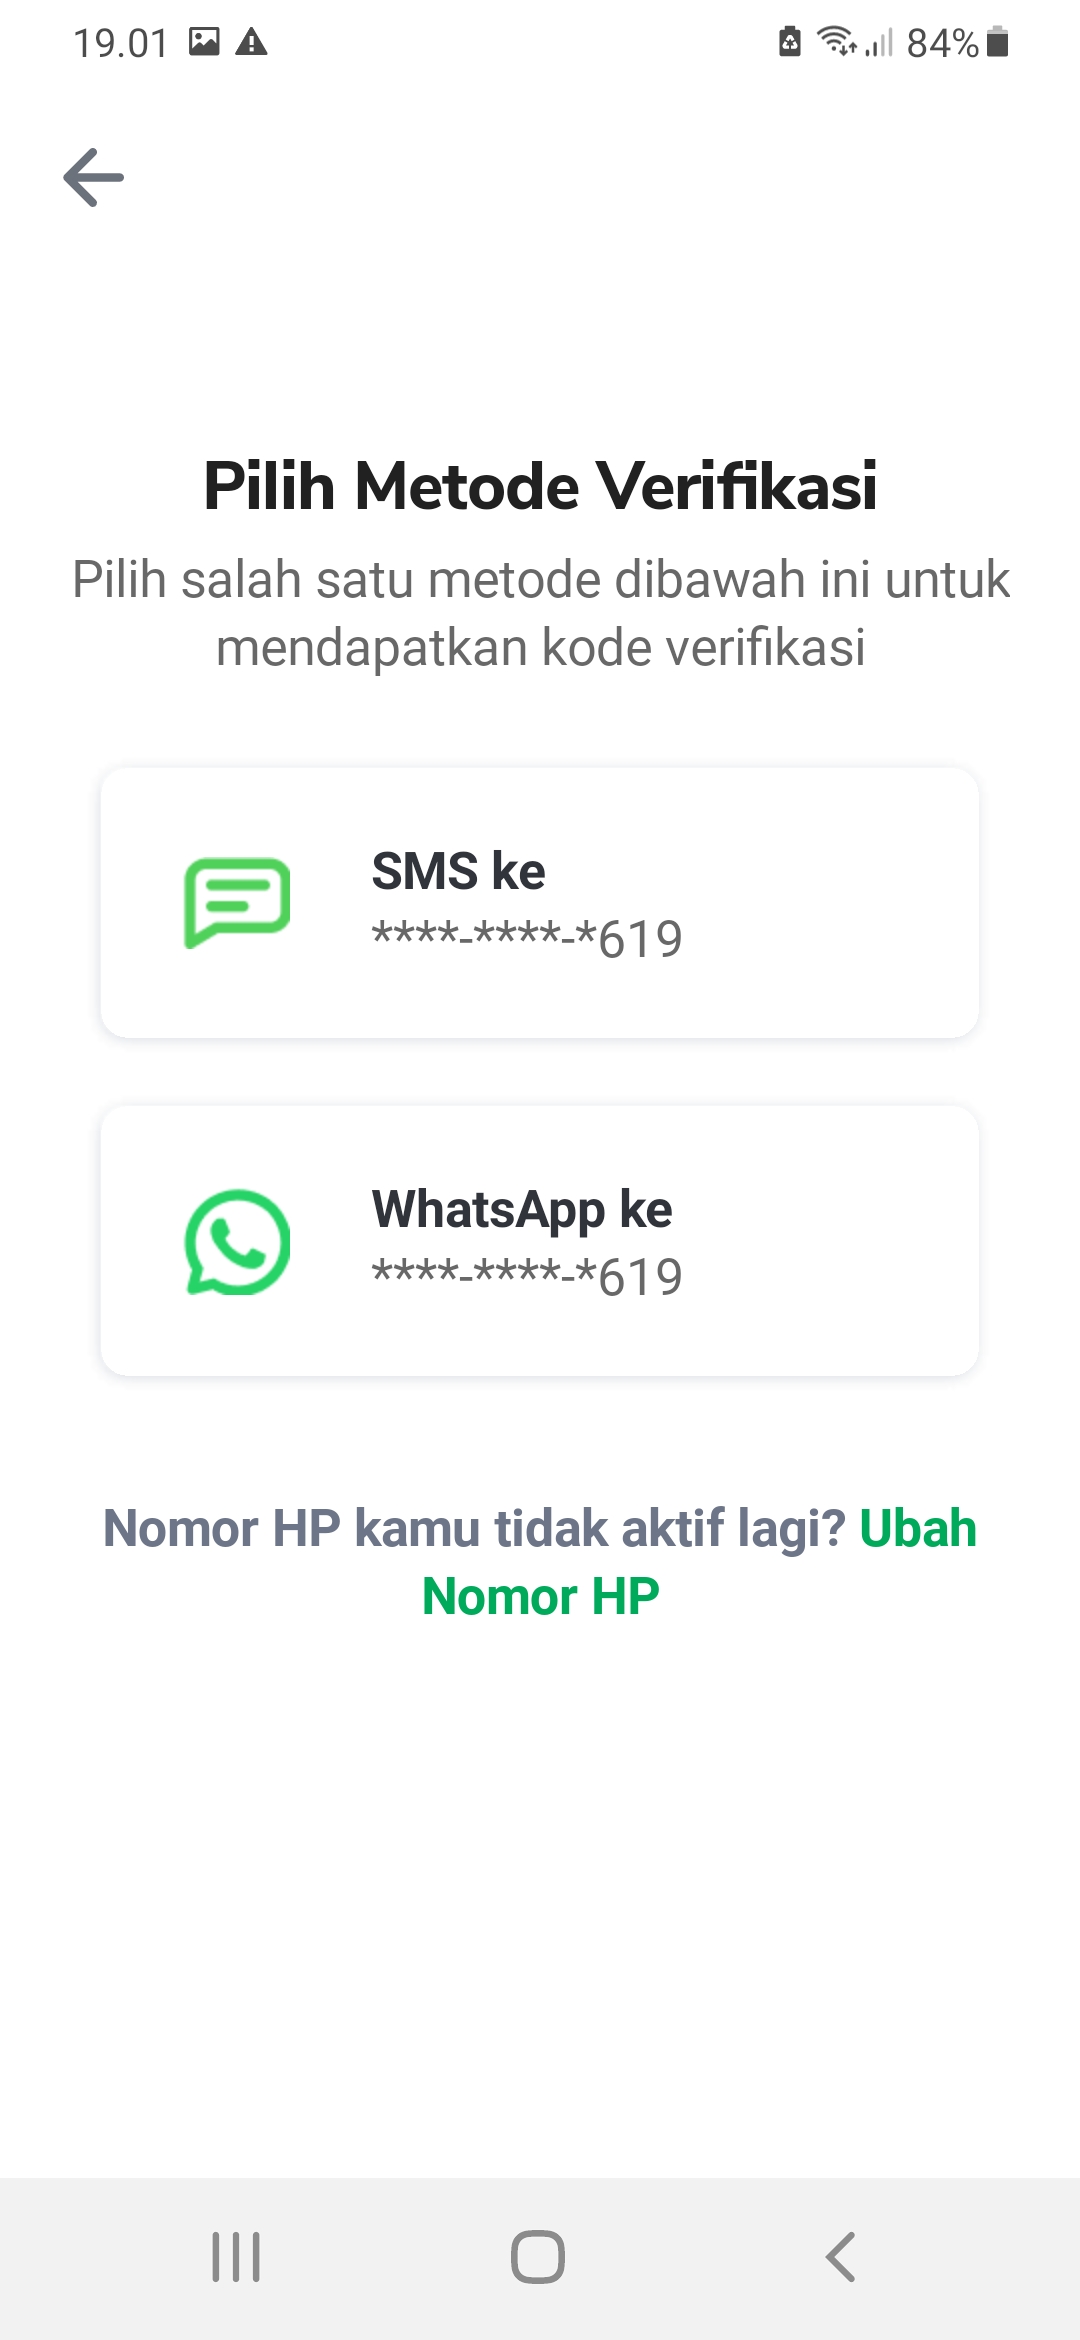 19.01
84%
Pilih Metode Verifikasi
Pilih salah satu metode dibawah ini untuk
mendapatkan kode verifikasi
SMS ke
****-****-*619
WhatsApp ke
****-****-*619
Nomor HP kamu tidak aktif lagi? Ubah
Nomor HP